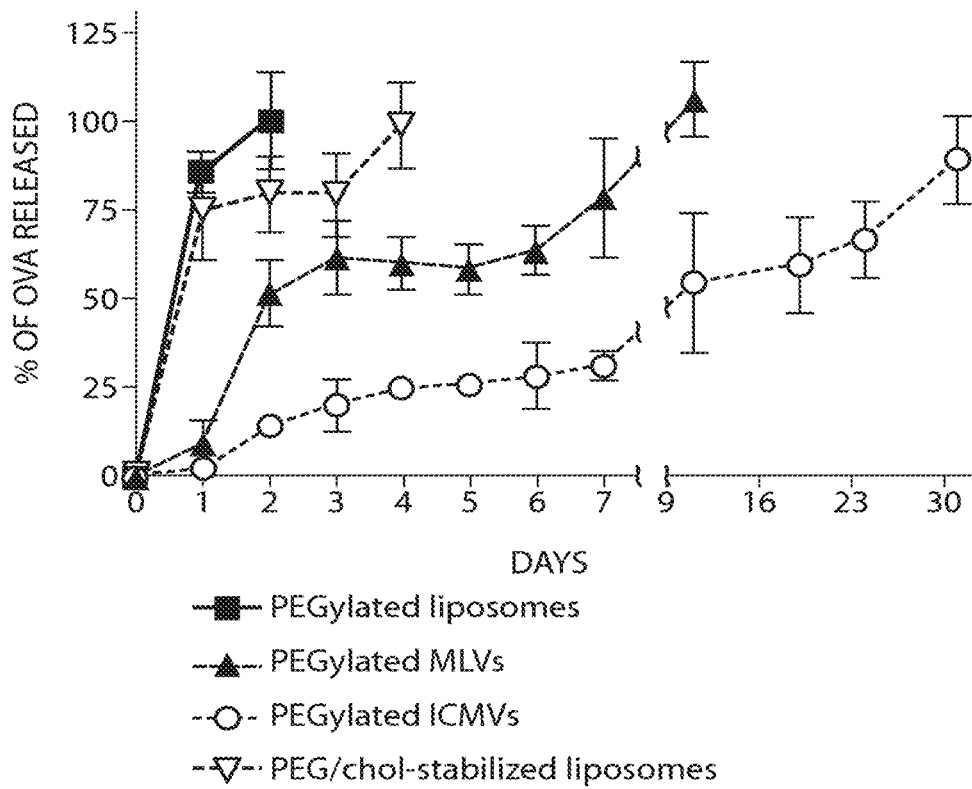 % OF OVA RELEASED
125
100
75
50
25
0
0 1 2 3 4 5 6 7 9 16 23 30
DAYS
PEGylated liposomes
PEGylated MLVs
PEGylated ICMVs
PEG/chol-stabilized liposomes